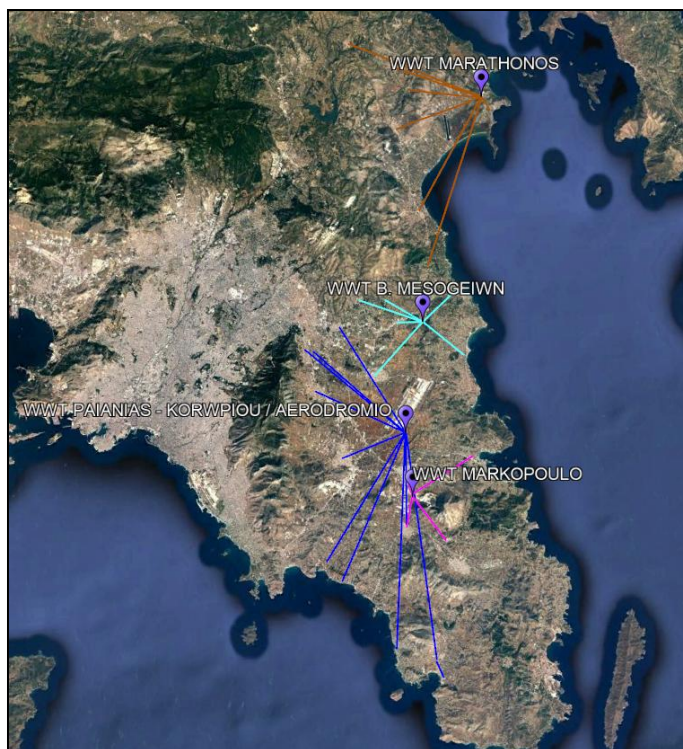 WWT MARATHONOS
WWT B. MESOGEIWN
WWT PAIANIAS - KORWPIOU / AERODROMIO
WWT MARKOPOULO